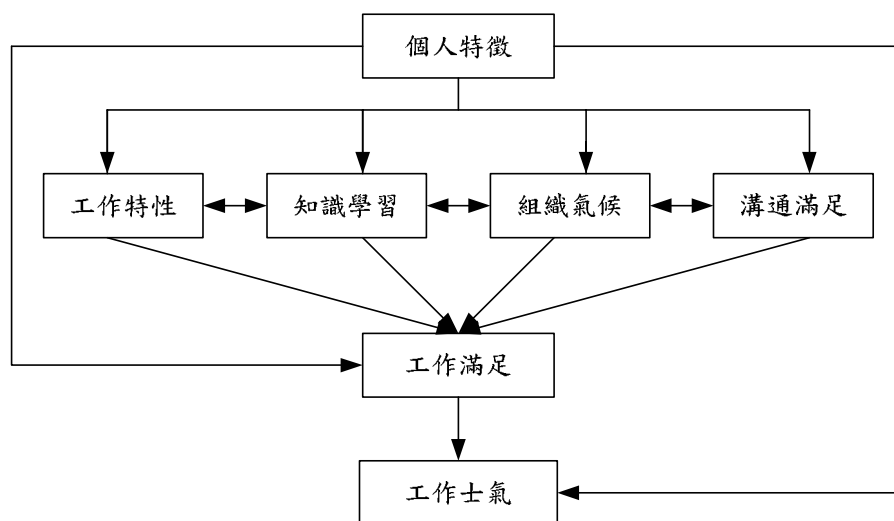 個人特徵
工作特性
知識學習
組織氣候
溝通滿足
工作滿足
工作士氣